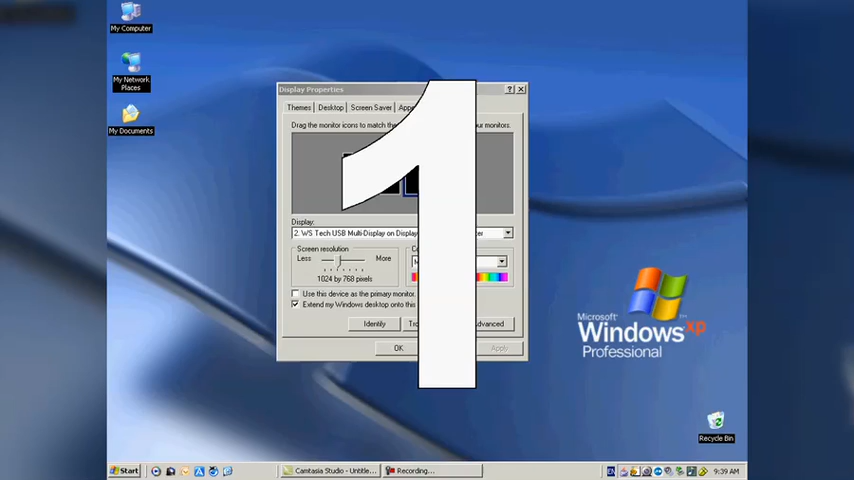 My Computer
My Network
Places
My Documents
Display Properties
Themes
Desktop
Screen Saver
Drag the monitor icons to match the
our monitors.
1
Display:
2. WS Tech USB Multi-Display on
Screen resolution
Less
More
1024 by 768 pixels
Use this device as the primary monitor.
Extend my Windows desktop onto this
Identify
OK
Apply
Microsoft
Windows xp
Professional
Recycle Bin
Start
Camtasia Studio - Untitle...
Recording...
EN
9:39 AM